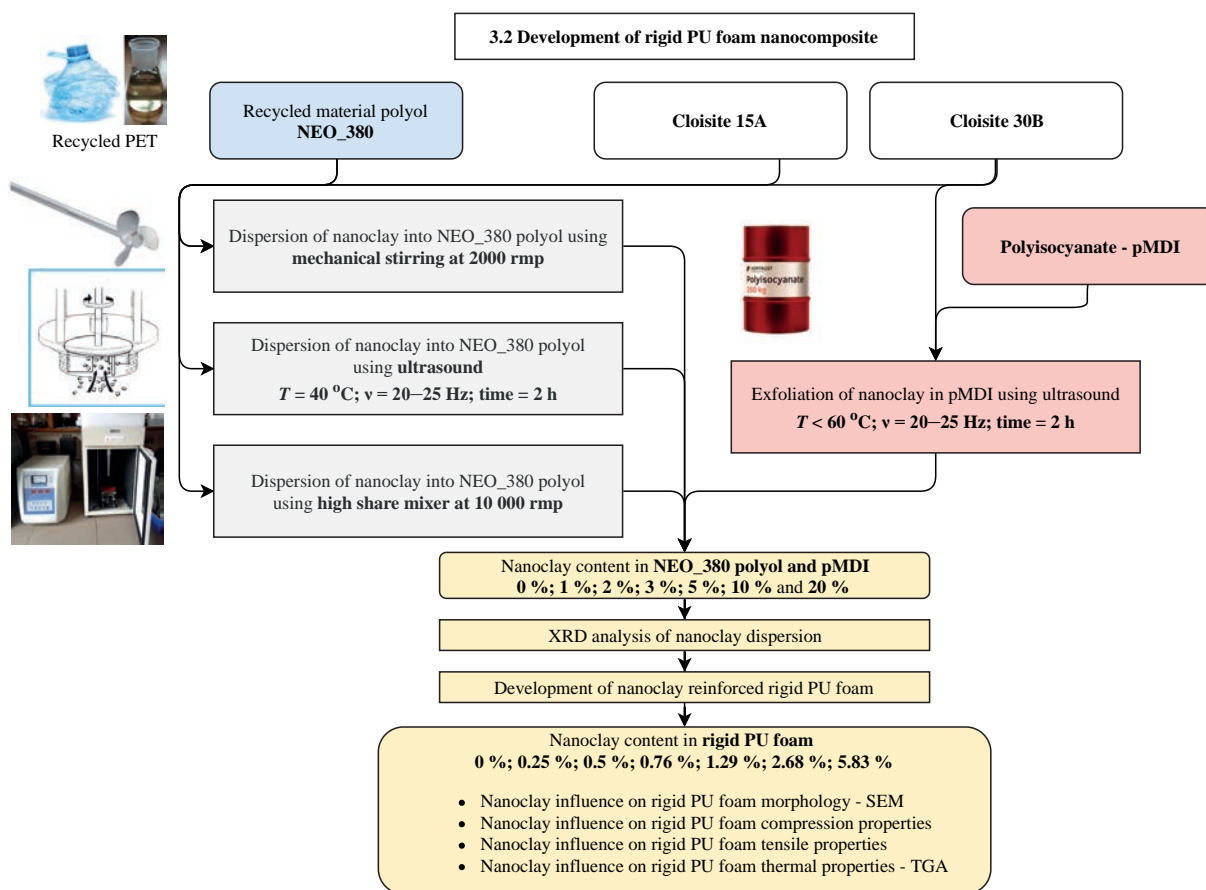 3.2 Development of rigid PU foam nanocomposite
Recycled PET
Recycled material polyol
NEO_380
Cloisite 15A
Cloisite 30B
Dispersion of nanoclay into NEO_380 polyol using
mechanical stirring at 2000 rmp
Polyisocyanate
250 kg
Polyisocyanate - pMDI
Dispersion of nanoclay into NEO_380 polyol
using ultrasound
T = 40 °C; ν = 20–25 Hz; time = 2 h
Exfoliation of nanoclay in pMDI using ultrasound
T < 60 °C; ν = 20–25 Hz; time = 2 h
Dispersion of nanoclay into NEO_380 polyol
using high share mixer at 10 000 rmp
Nanoclay content in NEO_380 polyol and pMDI
0 %; 1 %; 2 %; 3 %; 5 %; 10 % and 20 %
XRD analysis of nanoclay dispersion
Development of nanoclay reinforced rigid PU foam
Nanoclay content in rigid PU foam
0 %; 0.25 %; 0.5 %; 0.76 %; 1.29 %; 2.68 %; 5.83 %
• Nanoclay influence on rigid PU foam morphology - SEM
• Nanoclay influence on rigid PU foam compression properties
• Nanoclay influence on rigid PU foam tensile properties
• Nanoclay influence on rigid PU foam thermal properties - TGA